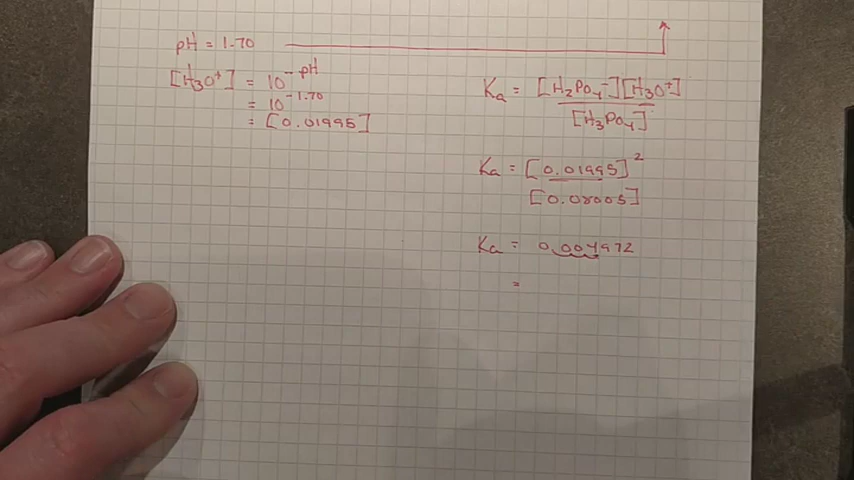 pH = 1.70
[H3O+] = 10^-pH
= 10^-1.70
= [0.01995]
Ka = [H2PO4-][H3O+]
[H3PO4]
Ka = [0.01995]^2
[0.08005]
Ka = 0.004972
=